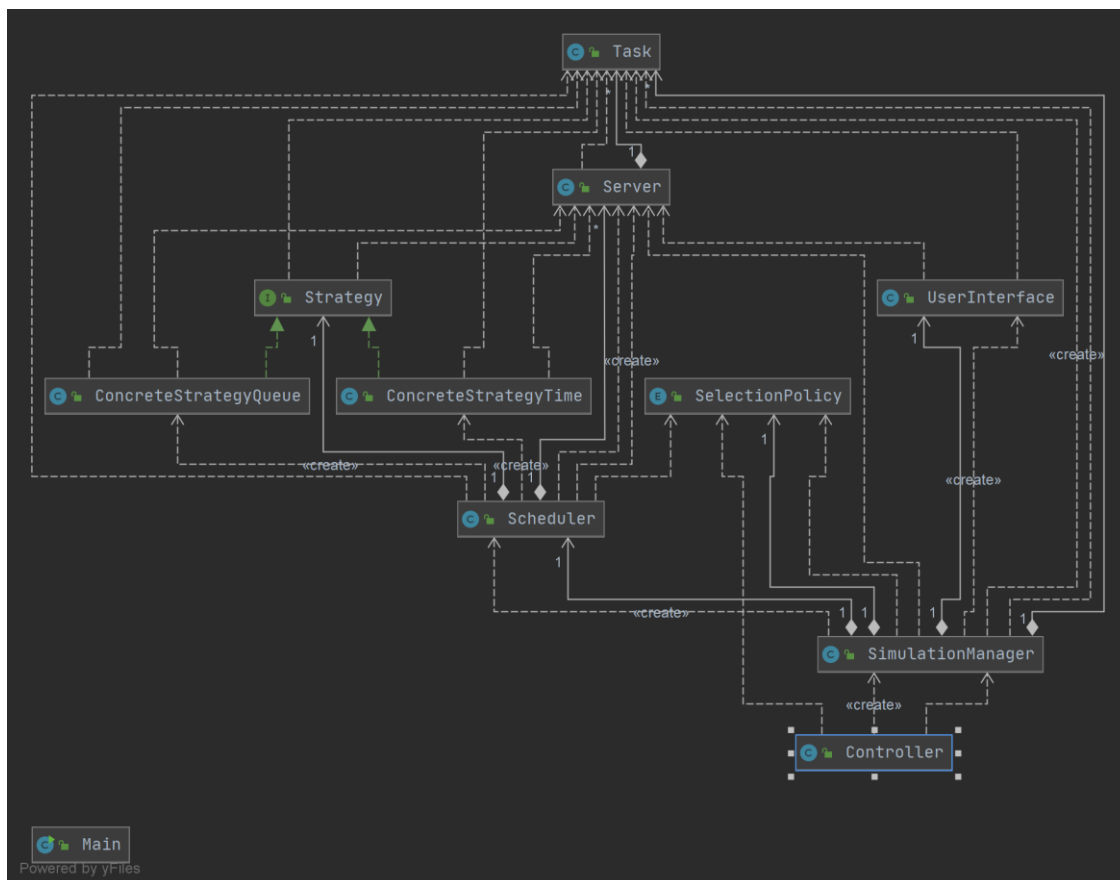 C Task
* *
1
C Server
*
I Strategy
C UserInterface
1 1
«create» «create»
C ConcreteStrategyQueue
C ConcreteStrategyTime
E SelectionPolicy
1
«create» «create» «create»
1 1
C Scheduler
1
«create» 1 1 1 1
C SimulationManager
«create»
C Controller
C Main
Powered by yFiles